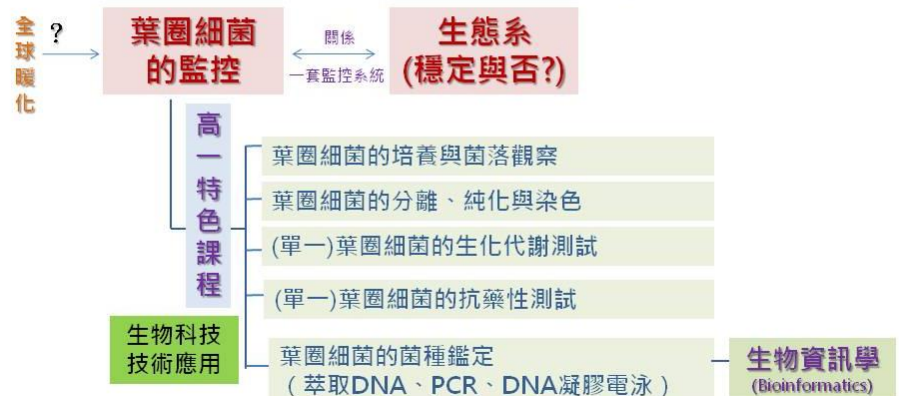 全球暖化
?
葉圈細菌
的監控
關係
一套監控系統
生態系
(穩定與否?)
高一特色課程
葉圈細菌的培養與菌落觀察
葉圈細菌的分離、純化與染色
(單一)葉圈細菌的生化代謝測試
(單一)葉圈細菌的抗藥性測試
生物科技
技術應用
葉圈細菌的菌種鑑定
(萃取DNA、PCR、DNA凝膠電泳)
生物資訊學
(Bioinformatics)